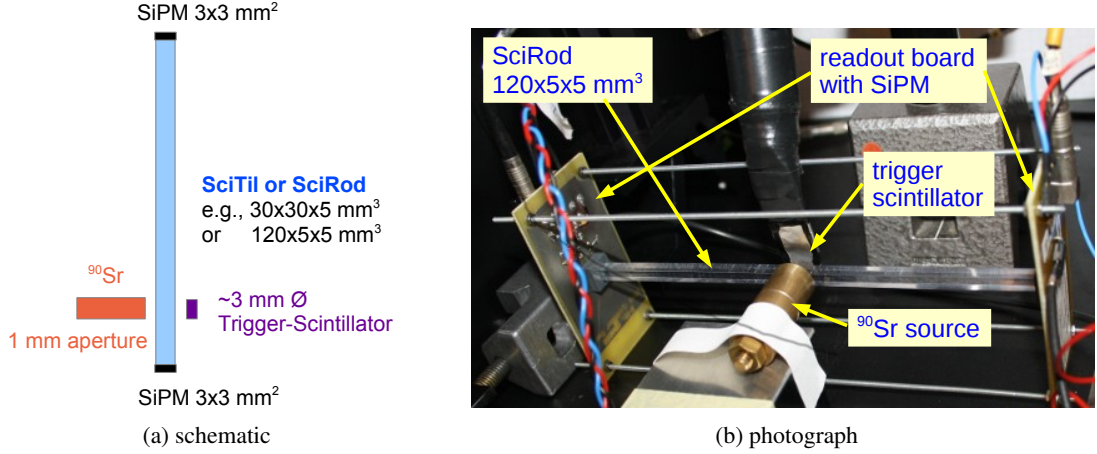 SiPM 3x3 mm²
SciTil or SciRod
e.g., 30x30x5 mm³
or 120x5x5 mm³
⁹⁰Sr
1 mm aperture
~3 mm Ø
Trigger-Scintillator
SiPM 3x3 mm²
(a) schematic
SciRod
120x5x5 mm³
readout board
with SiPM
trigger
scintillator
⁹⁰Sr source
(b) photograph